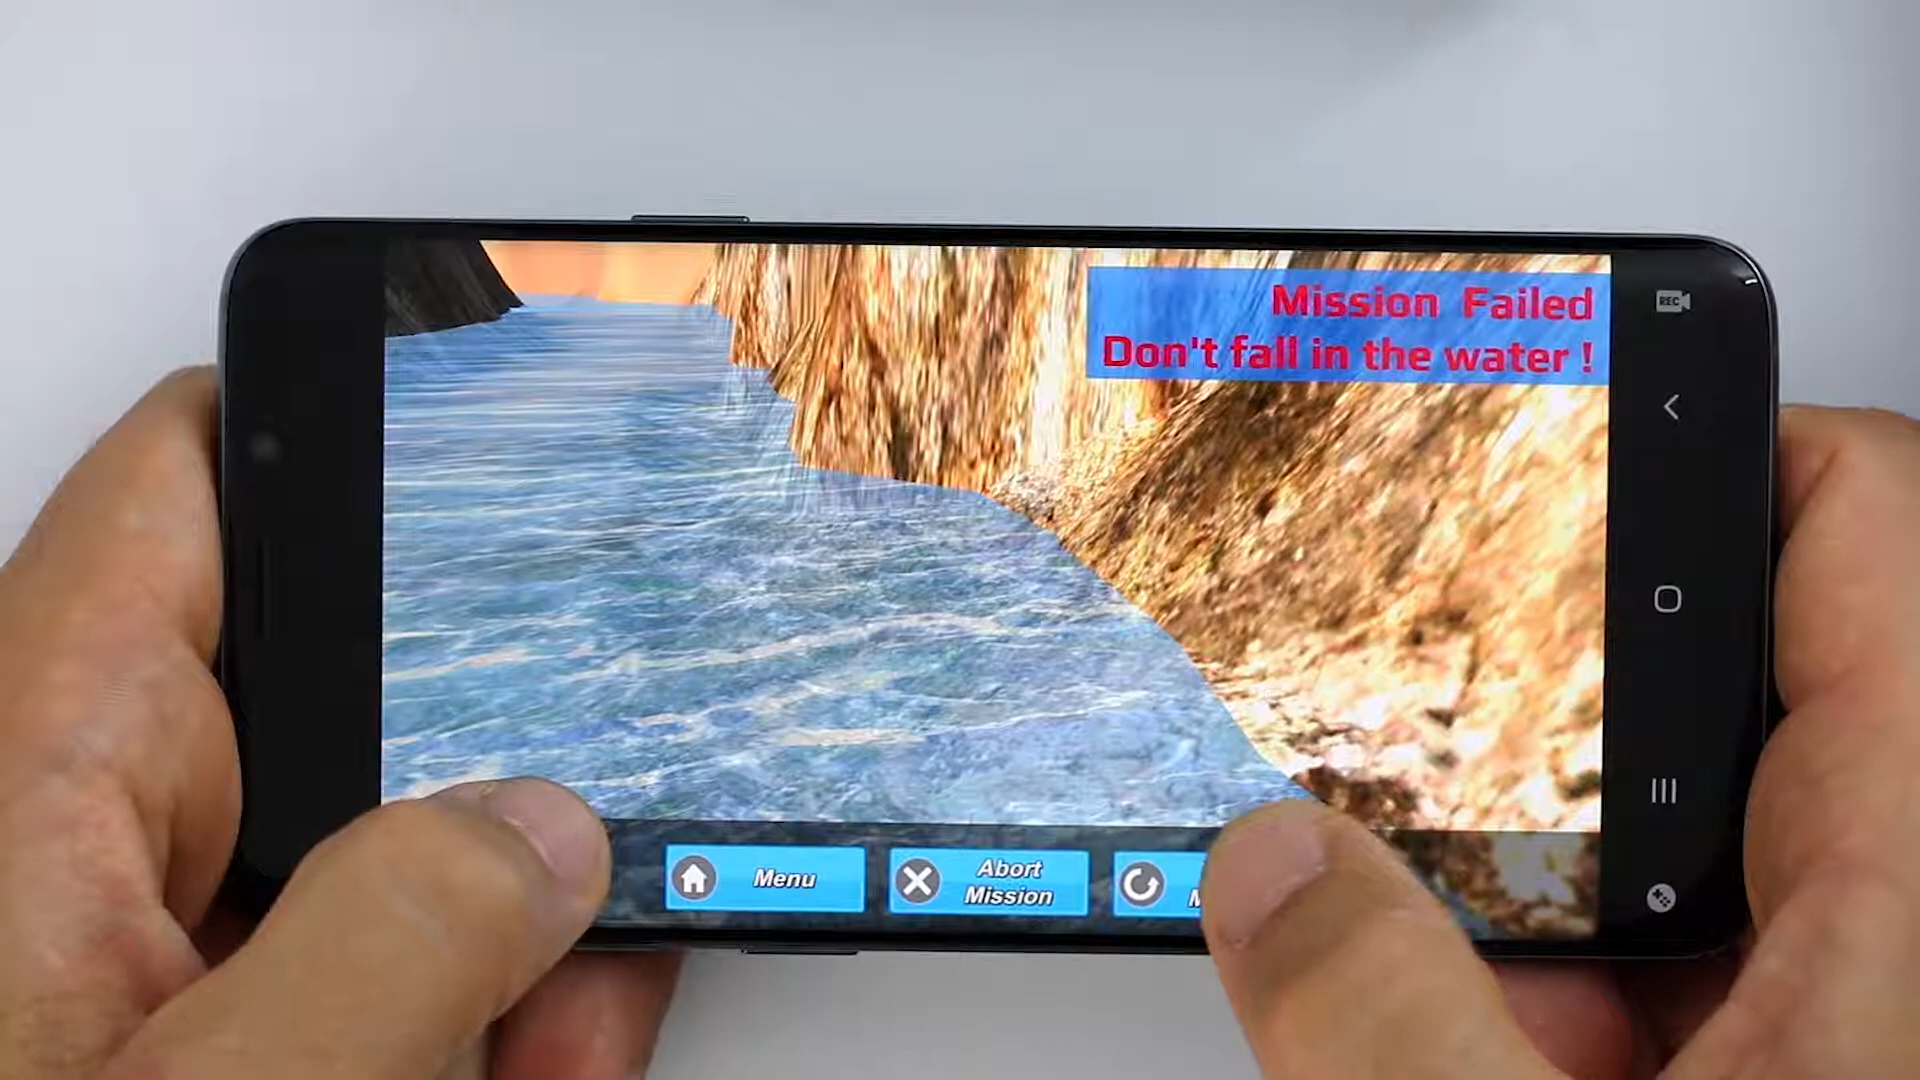 Mission Failed
Don't fall in the water !
REC
Menu
Abort
Mission